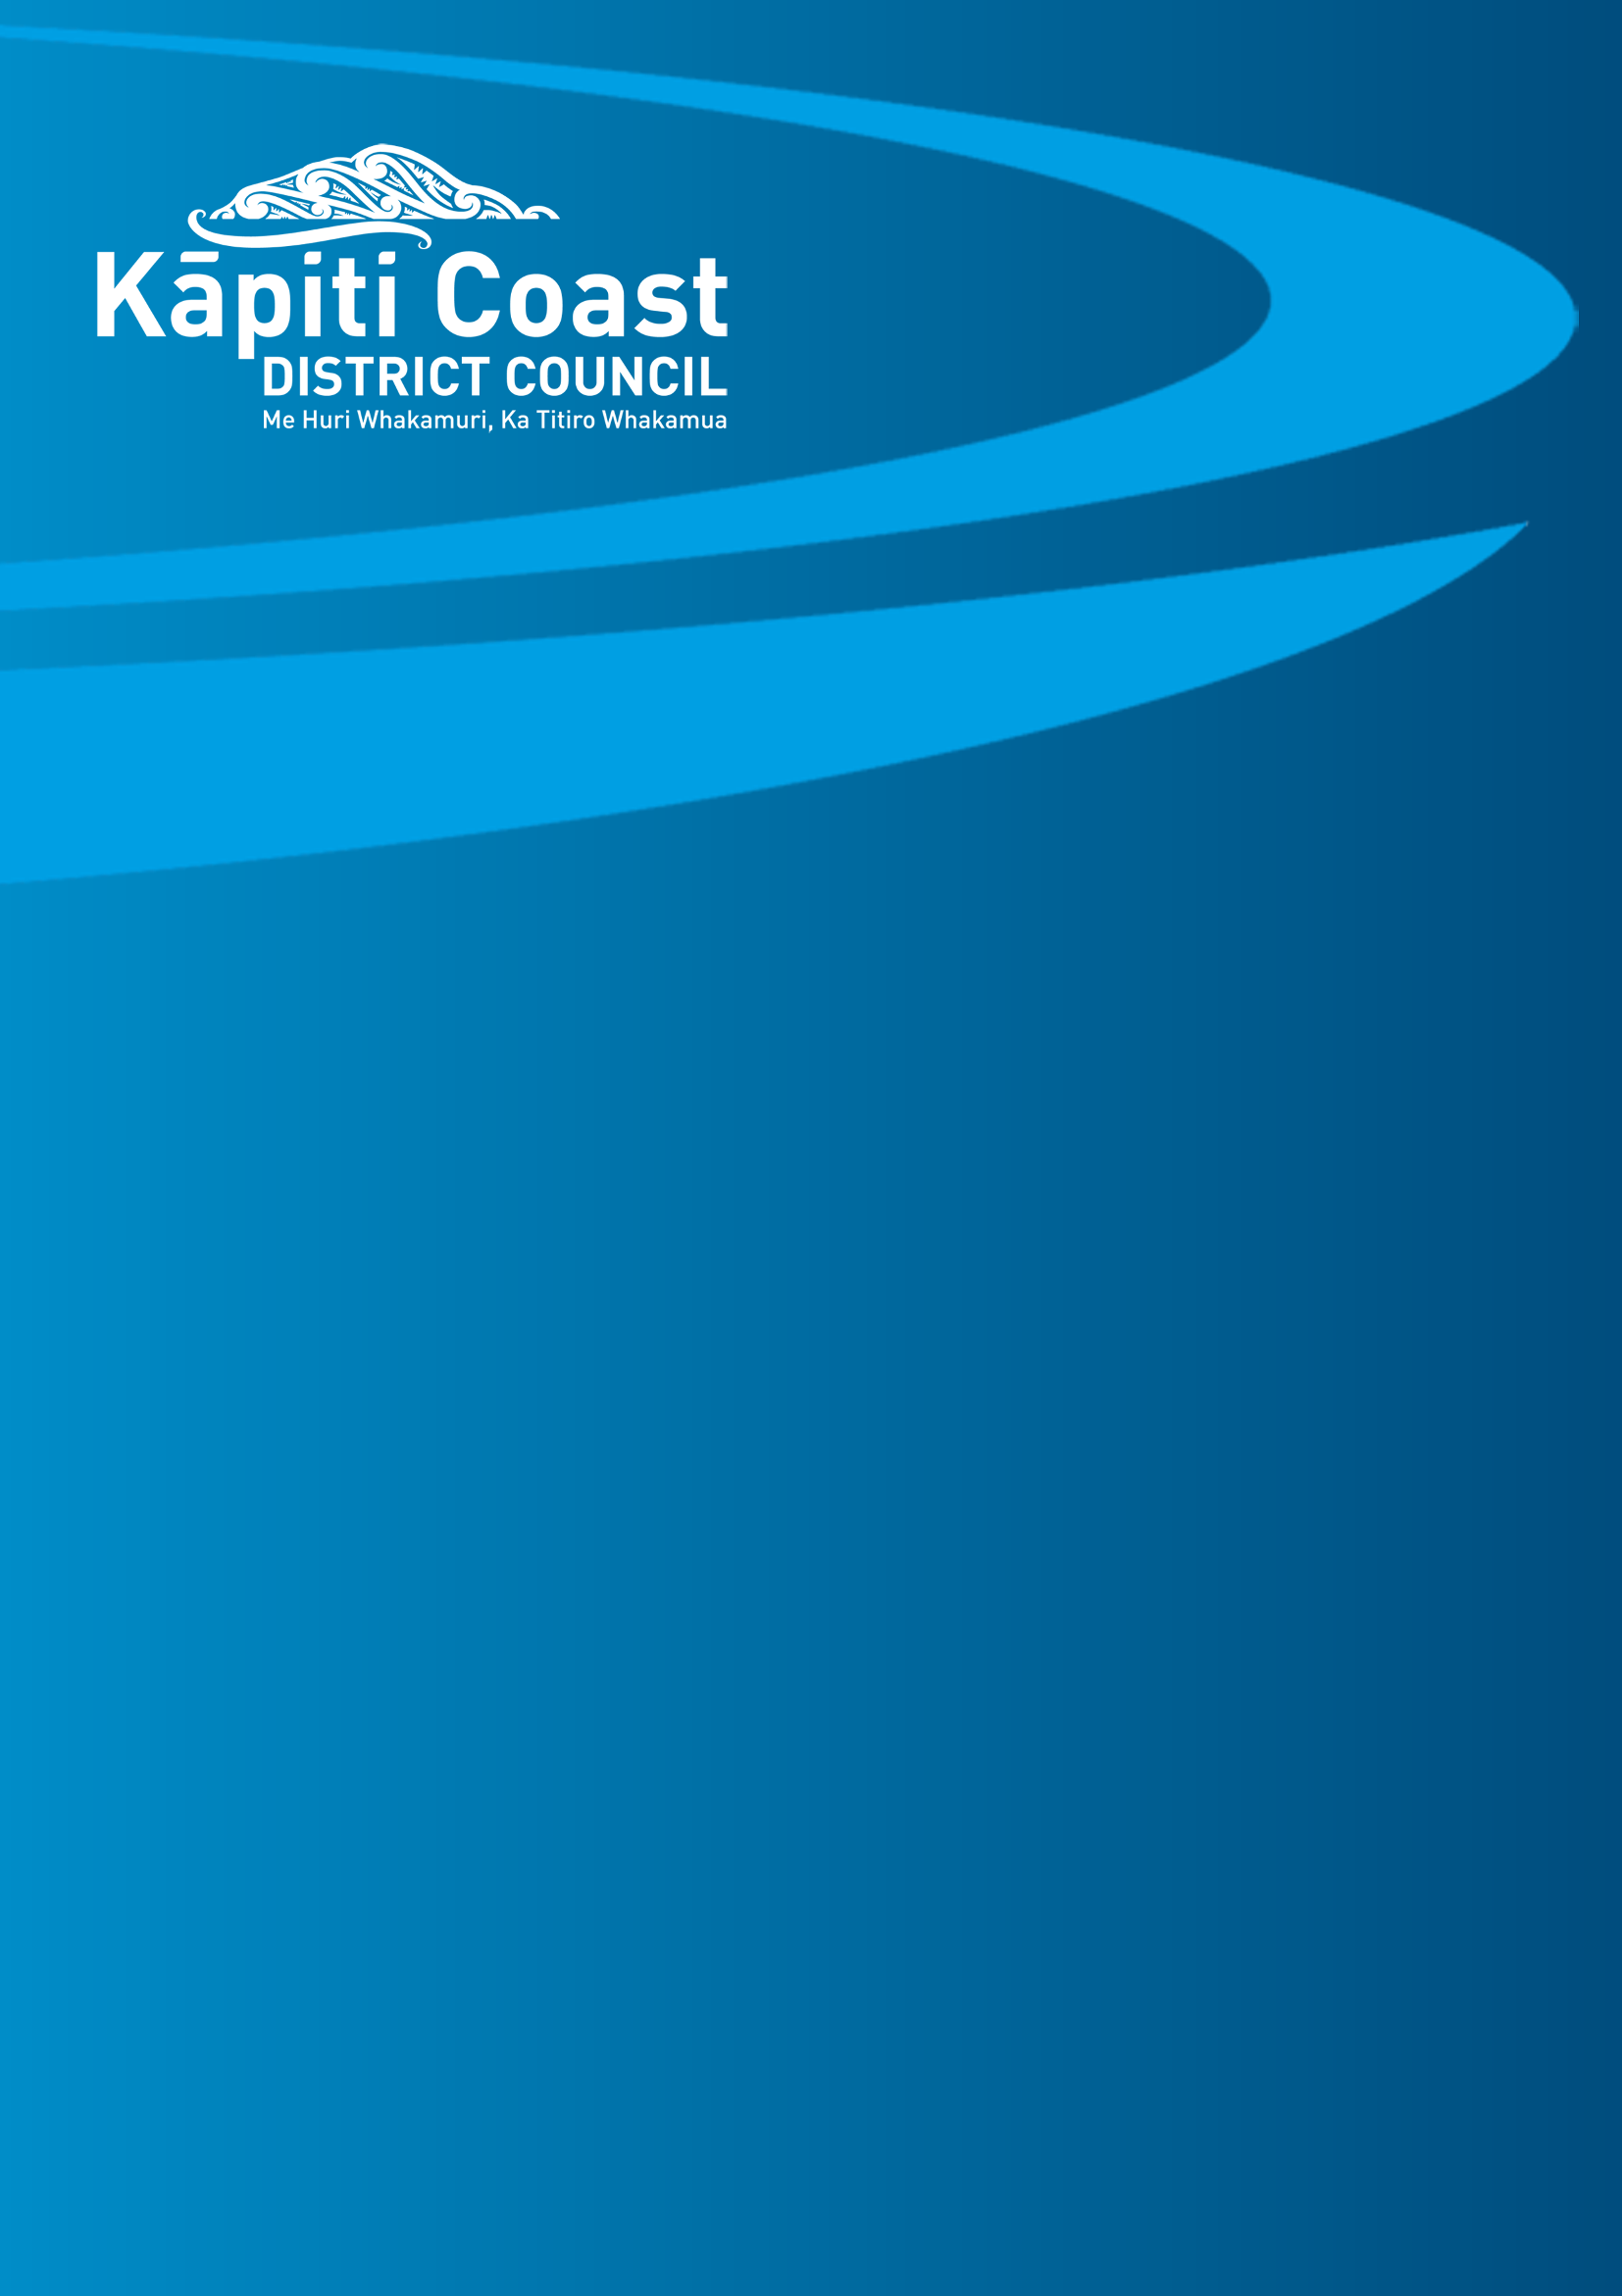 Kāpiti Coast
DISTRICT COUNCIL
Me Huri Whakamuri, Ka Titiro Whakamua